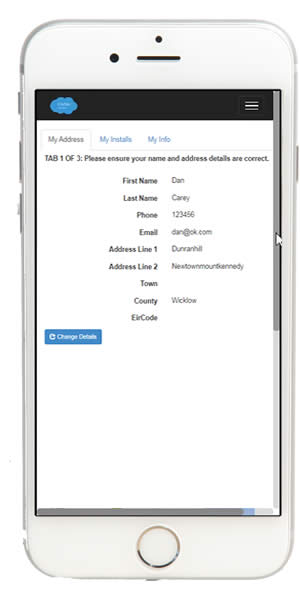 My Address My Installs My Info
TAB 1 OF 3: Please ensure your name and address details are correct.
First Name Dan
Last Name Carey
Phone 123456
Email dan@ok.com
Address Line 1 Dunranhill
Address Line 2 Newtownmountkennedy
Town
County Wicklow
EirCode
Change Details